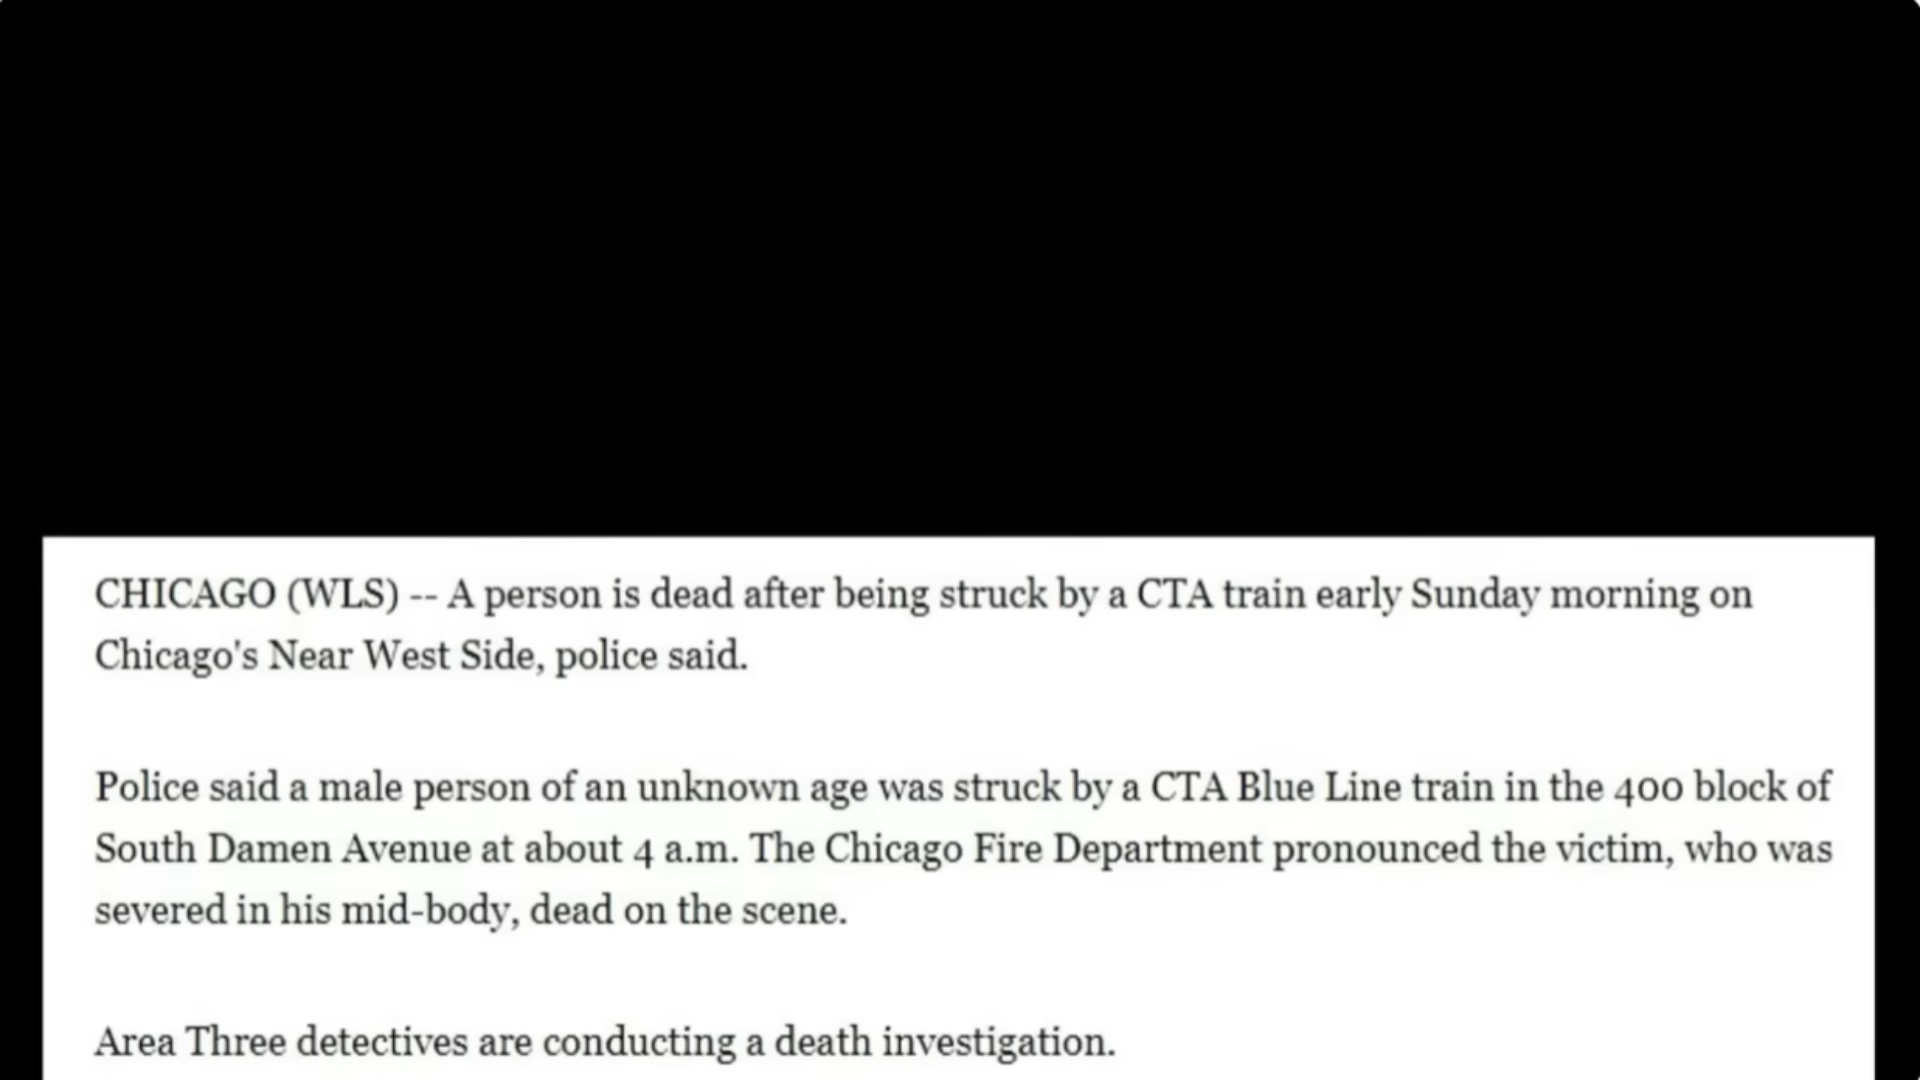 CHICAGO (WLS) -- A person is dead after being struck by a CTA train early Sunday morning on
Chicago's Near West Side, police said.
Police said a male person of an unknown age was struck by a CTA Blue Line train in the 400 block of
South Damen Avenue at about 4 a.m. The Chicago Fire Department pronounced the victim, who was
severed in his mid-body, dead on the scene.
Area Three detectives are conducting a death investigation.